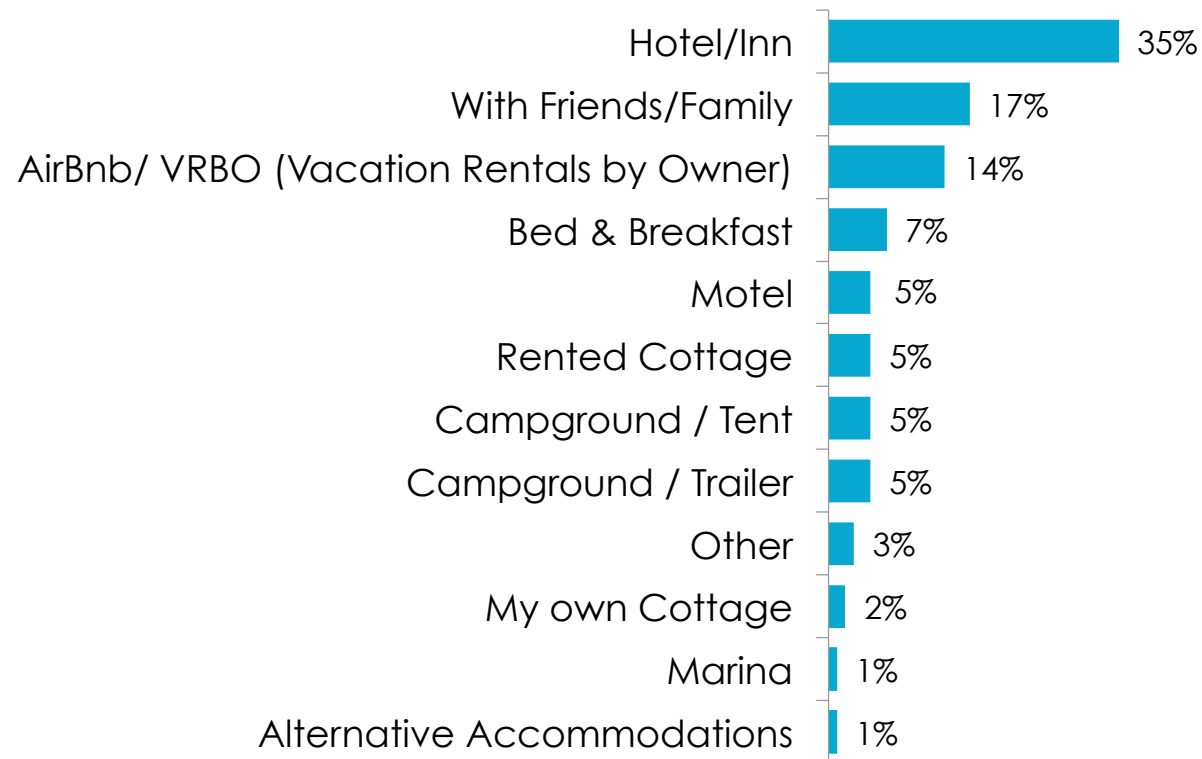 Hotel/Inn 35%
With Friends/Family 17%
AirBnb/ VRBO (Vacation Rentals by Owner) 14%
Bed & Breakfast 7%
Motel 5%
Rented Cottage 5%
Campground / Tent 5%
Campground / Trailer 5%
Other 3%
My own Cottage 2%
Marina 1%
Alternative Accommodations 1%